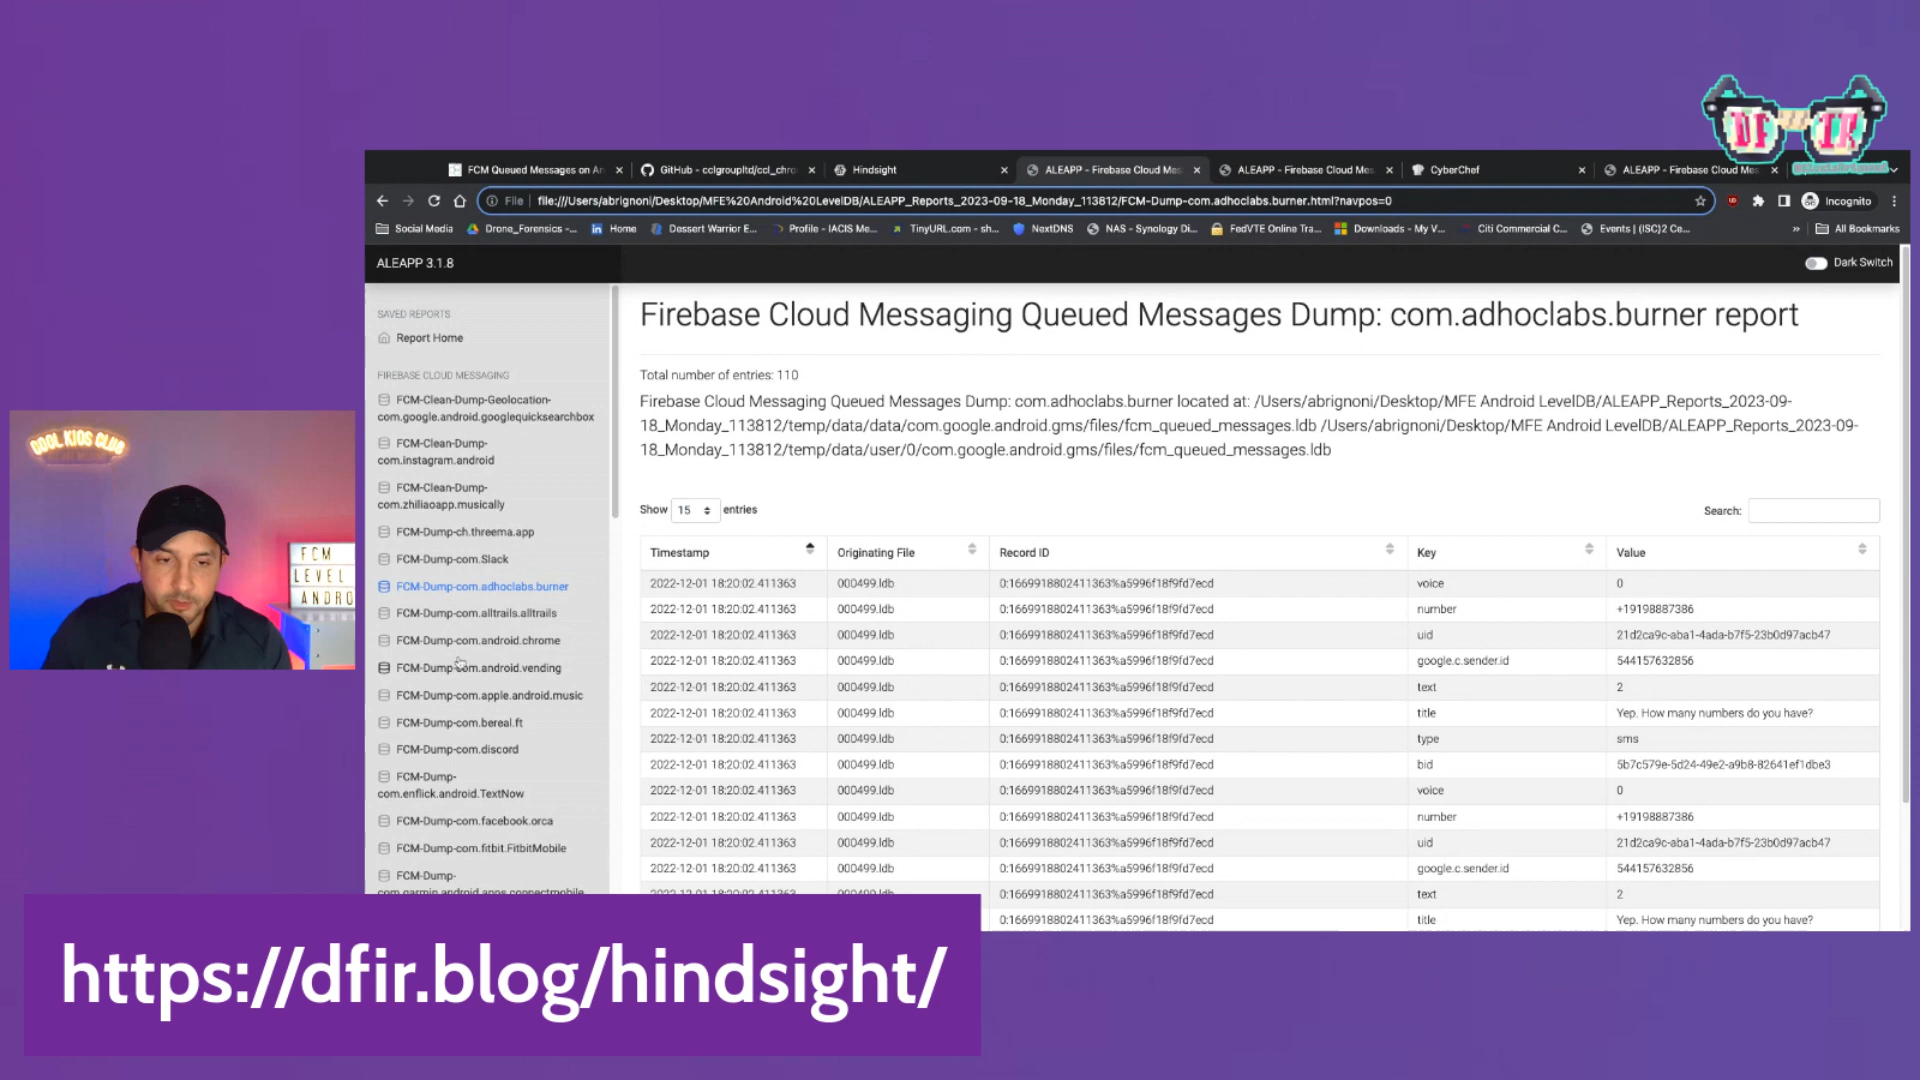 DF IR
FCM Queued Messages on An
GitHub - cclgroupltd/ccl_chro
Hindsight
ALEAPP - Firebase Cloud Mes
ALEAPP - Firebase Cloud Mes
CyberChef
ALEAPP - Firebase Cloud Mes
File
file:///Users/abrignoni/Desktop/MFE%20Android%20LevelDB/ALEAPP_Reports_2023-09-18_Monday_113812/FCM-Dump-com.adhoclabs.burner.html?navpos=0
Incognito
Social Media
Drone_Forensics -...
Home
Dessert Warrior E...
Profile - IACIS Me...
TinyURL.com - sh...
NextDNS
NAS - Synology Di...
FedVTE Online Tra...
Downloads - My V...
Citi Commercial C...
Events | (ISC)2 Ce...
»
All Bookmarks
ALEAPP 3.1.8
Dark Switch
SAVED REPORTS
Report Home
FIREBASE CLOUD MESSAGING
FCM-Clean-Dump-Geolocation-
com.google.android.googlequicksearchbox
FCM-Clean-Dump-
com.instagram.android
FCM-Clean-Dump-
com.zhiliaoapp.musically
FCM-Dump-ch.threema.app
FCM-Dump-com.Slack
FCM-Dump-com.adhoclabs.burner
FCM-Dump-com.alltrails.alltrails
FCM-Dump-com.android.chrome
FCM-Dump-com.android.vending
FCM-Dump-com.apple.android.music
FCM-Dump-com.bereal.ft
FCM-Dump-com.discord
FCM-Dump-
com.enflick.android.TextNow
FCM-Dump-com.facebook.orca
FCM-Dump-com.fitbit.FitbitMobile
FCM-Dump-
com.garmin.android.apps.connectmobile
Firebase Cloud Messaging Queued Messages Dump: com.adhoclabs.burner report
Total number of entries: 110
Firebase Cloud Messaging Queued Messages Dump: com.adhoclabs.burner located at: /Users/abrignoni/Desktop/MFE Android LevelDB/ALEAPP_Reports_2023-09-
18_Monday_113812/temp/data/data/com.google.android.gms/files/fcm_queued_messages.ldb /Users/abrignoni/Desktop/MFE Android LevelDB/ALEAPP_Reports_2023-09-
18_Monday_113812/temp/data/user/0/com.google.android.gms/files/fcm_queued_messages.ldb
Show 15 entries
Search:
Timestamp Originating File Record ID Key Value
2022-12-01 18:20:02.411363 000499.ldb 0:1669918802411363%a5996f18f9fd7ecd voice 0
2022-12-01 18:20:02.411363 000499.ldb 0:1669918802411363%a5996f18f9fd7ecd number +19198887386
2022-12-01 18:20:02.411363 000499.ldb 0:1669918802411363%a5996f18f9fd7ecd uid 21d2ca9c-aba1-4ada-b7f5-23b0d97acb47
2022-12-01 18:20:02.411363 000499.ldb 0:1669918802411363%a5996f18f9fd7ecd google.c.sender.id 544157632856
2022-12-01 18:20:02.411363 000499.ldb 0:1669918802411363%a5996f18f9fd7ecd text 2
2022-12-01 18:20:02.411363 000499.ldb 0:1669918802411363%a5996f18f9fd7ecd title Yep. How many numbers do you have?
2022-12-01 18:20:02.411363 000499.ldb 0:1669918802411363%a5996f18f9fd7ecd type sms
2022-12-01 18:20:02.411363 000499.ldb 0:1669918802411363%a5996f18f9fd7ecd bid 5b7c579e-5d24-49e2-a9b8-82641ef1dbe3
2022-12-01 18:20:02.411363 000499.ldb 0:1669918802411363%a5996f18f9fd7ecd voice 0
2022-12-01 18:20:02.411363 000499.ldb 0:1669918802411363%a5996f18f9fd7ecd number +19198887386
2022-12-01 18:20:02.411363 000499.ldb 0:1669918802411363%a5996f18f9fd7ecd uid 21d2ca9c-aba1-4ada-b7f5-23b0d97acb47
2022-12-01 18:20:02.411363 000499.ldb 0:1669918802411363%a5996f18f9fd7ecd google.c.sender.id 544157632856
2022-12-01 18:20:02.411363 000499.ldb 0:1669918802411363%a5996f18f9fd7ecd text 2
0:1669918802411363%a5996f18f9fd7ecd title Yep. How many numbers do you have?
COOL KIDS CLUB
FCM
LEVEL
ANDRO
https://dfir.blog/hindsight/